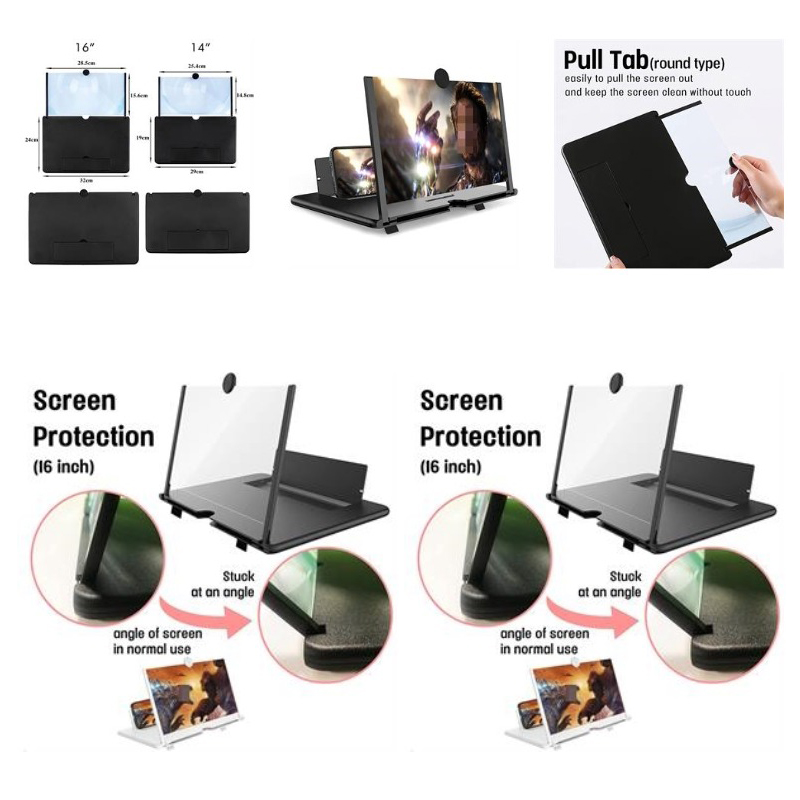 16”
14”
28.5cm
25.4cm
15.6cm
14.8cm
24cm
19cm
32cm
29cm
Pull Tab(round type)
easily to pull the screen out
and keep the screen clean without touch
Screen
Protection
(16 inch)
Stuck
at an angle
angle of screen
in normal use
Screen
Protection
(16 inch)
Stuck
at an angle
angle of screen
in normal use